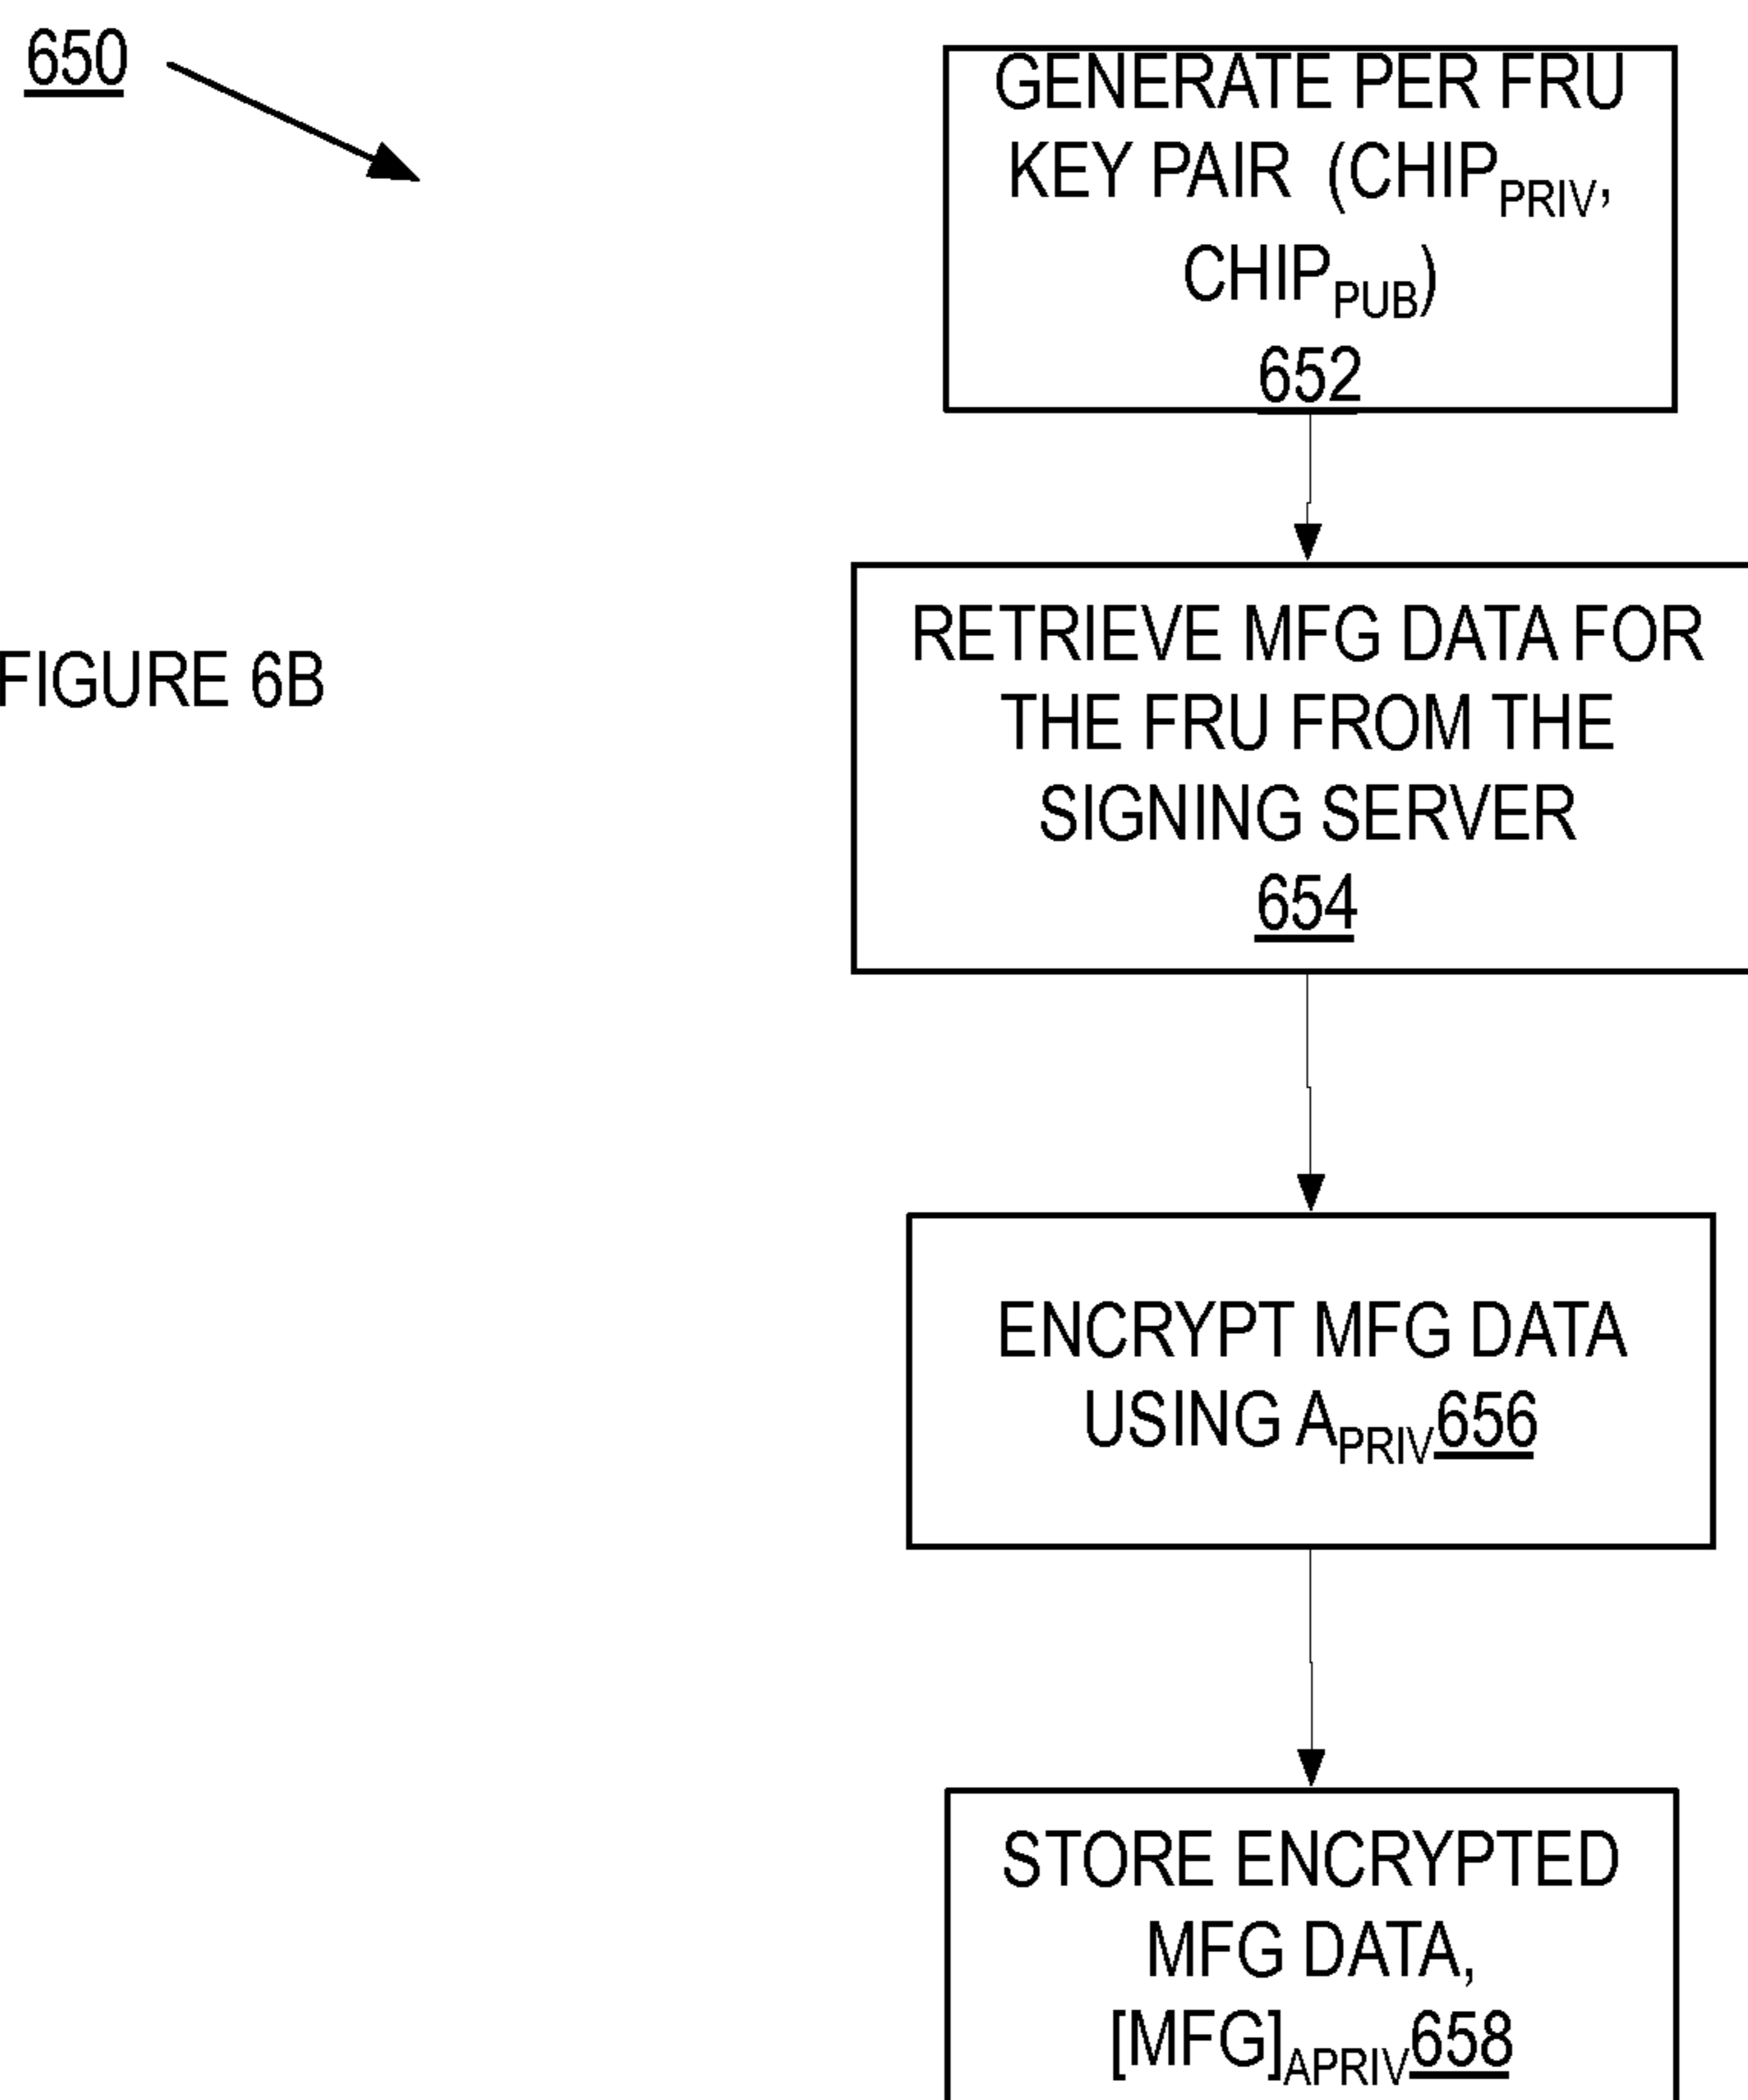 650
GENERATE PER FRU
KEY PAIR (CHIPPRIV,
CHIPPUB)
652
RETRIEVE MFG DATA FOR
THE FRU FROM THE
SIGNING SERVER
654
FIGURE 6B
ENCRYPT MFG DATA
USING APRIV656
STORE ENCRYPTED
MFG DATA,
[MFG]APRIV658